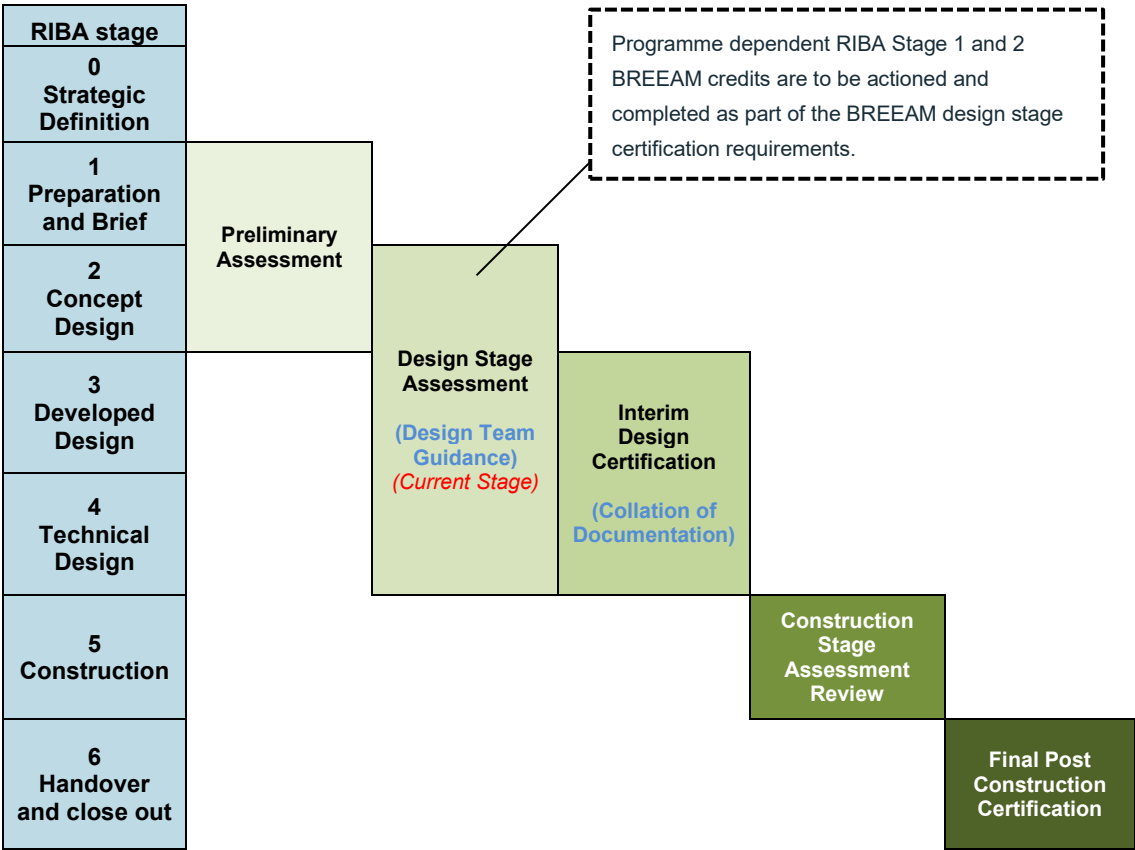 RIBA stage
0
Strategic
Definition
1
Preparation
and Brief
2
Concept
Design
3
Developed
Design
4
Technical
Design
5
Construction
6
Handover
and close out
Preliminary
Assessment
Design Stage
Assessment
(Design Team
Guidance)
(Current Stage)
Interim
Design
Certification
(Collation of
Documentation)
Construction
Stage
Assessment
Review
Final Post
Construction
Certification
Programme dependent RIBA Stage 1 and 2
BREEAM credits are to be actioned and
completed as part of the BREEAM design stage
certification requirements.